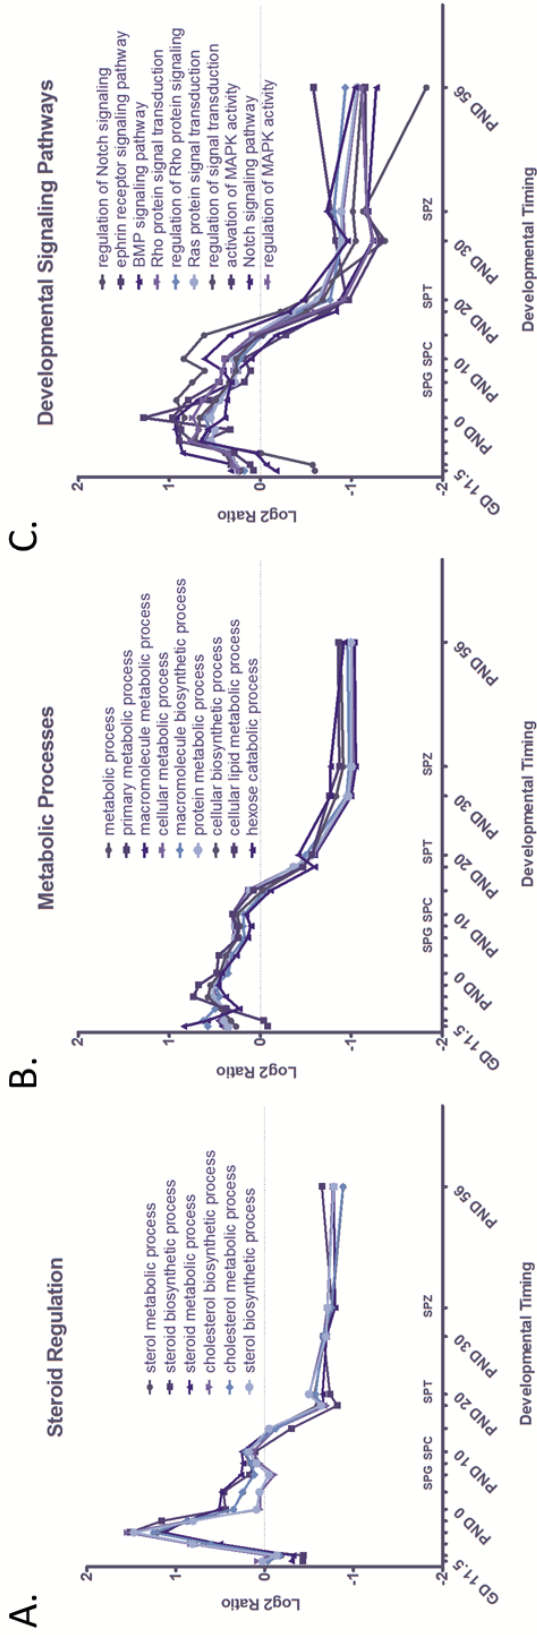 A.
Steroid Regulation
2
1
0
-1
-2
Log2 Ratio
sterol metabolic process
steroid biosynthetic process
steroid metabolic process
cholesterol biosynthetic process
cholesterol metabolic process
sterol biosynthetic process
SPG SPC SPT SPZ
GD 11.5
PND 0
PND 10
PND 20
PND 30
PND 56
Developmental Timing
B.
Metabolic Processes
2
1
0
-1
-2
Log2 Ratio
metabolic process
primary metabolic process
macromolecule metabolic process
cellular metabolic process
macromolecule biosynthetic process
protein metabolic process
cellular biosynthetic process
cellular lipid metabolic process
hexose catabolic process
SPG SPC SPT SPZ
GD 11.5
PND 0
PND 10
PND 20
PND 30
PND 56
Developmental Timing
C.
Developmental Signaling Pathways
2
1
0
-1
-2
Log2 Ratio
regulation of Notch signaling
ephrin receptor signaling pathway
BMP signaling pathway
Rho protein signal transduction
regulation of Rho protein signaling
Ras protein signal transduction
regulation of signal transduction
activation of MAPK activity
Notch signaling pathway
regulation of MAPK activity
SPG SPC SPT SPZ
GD 11.5
PND 0
PND 10
PND 20
PND 30
PND 56
Developmental Timing